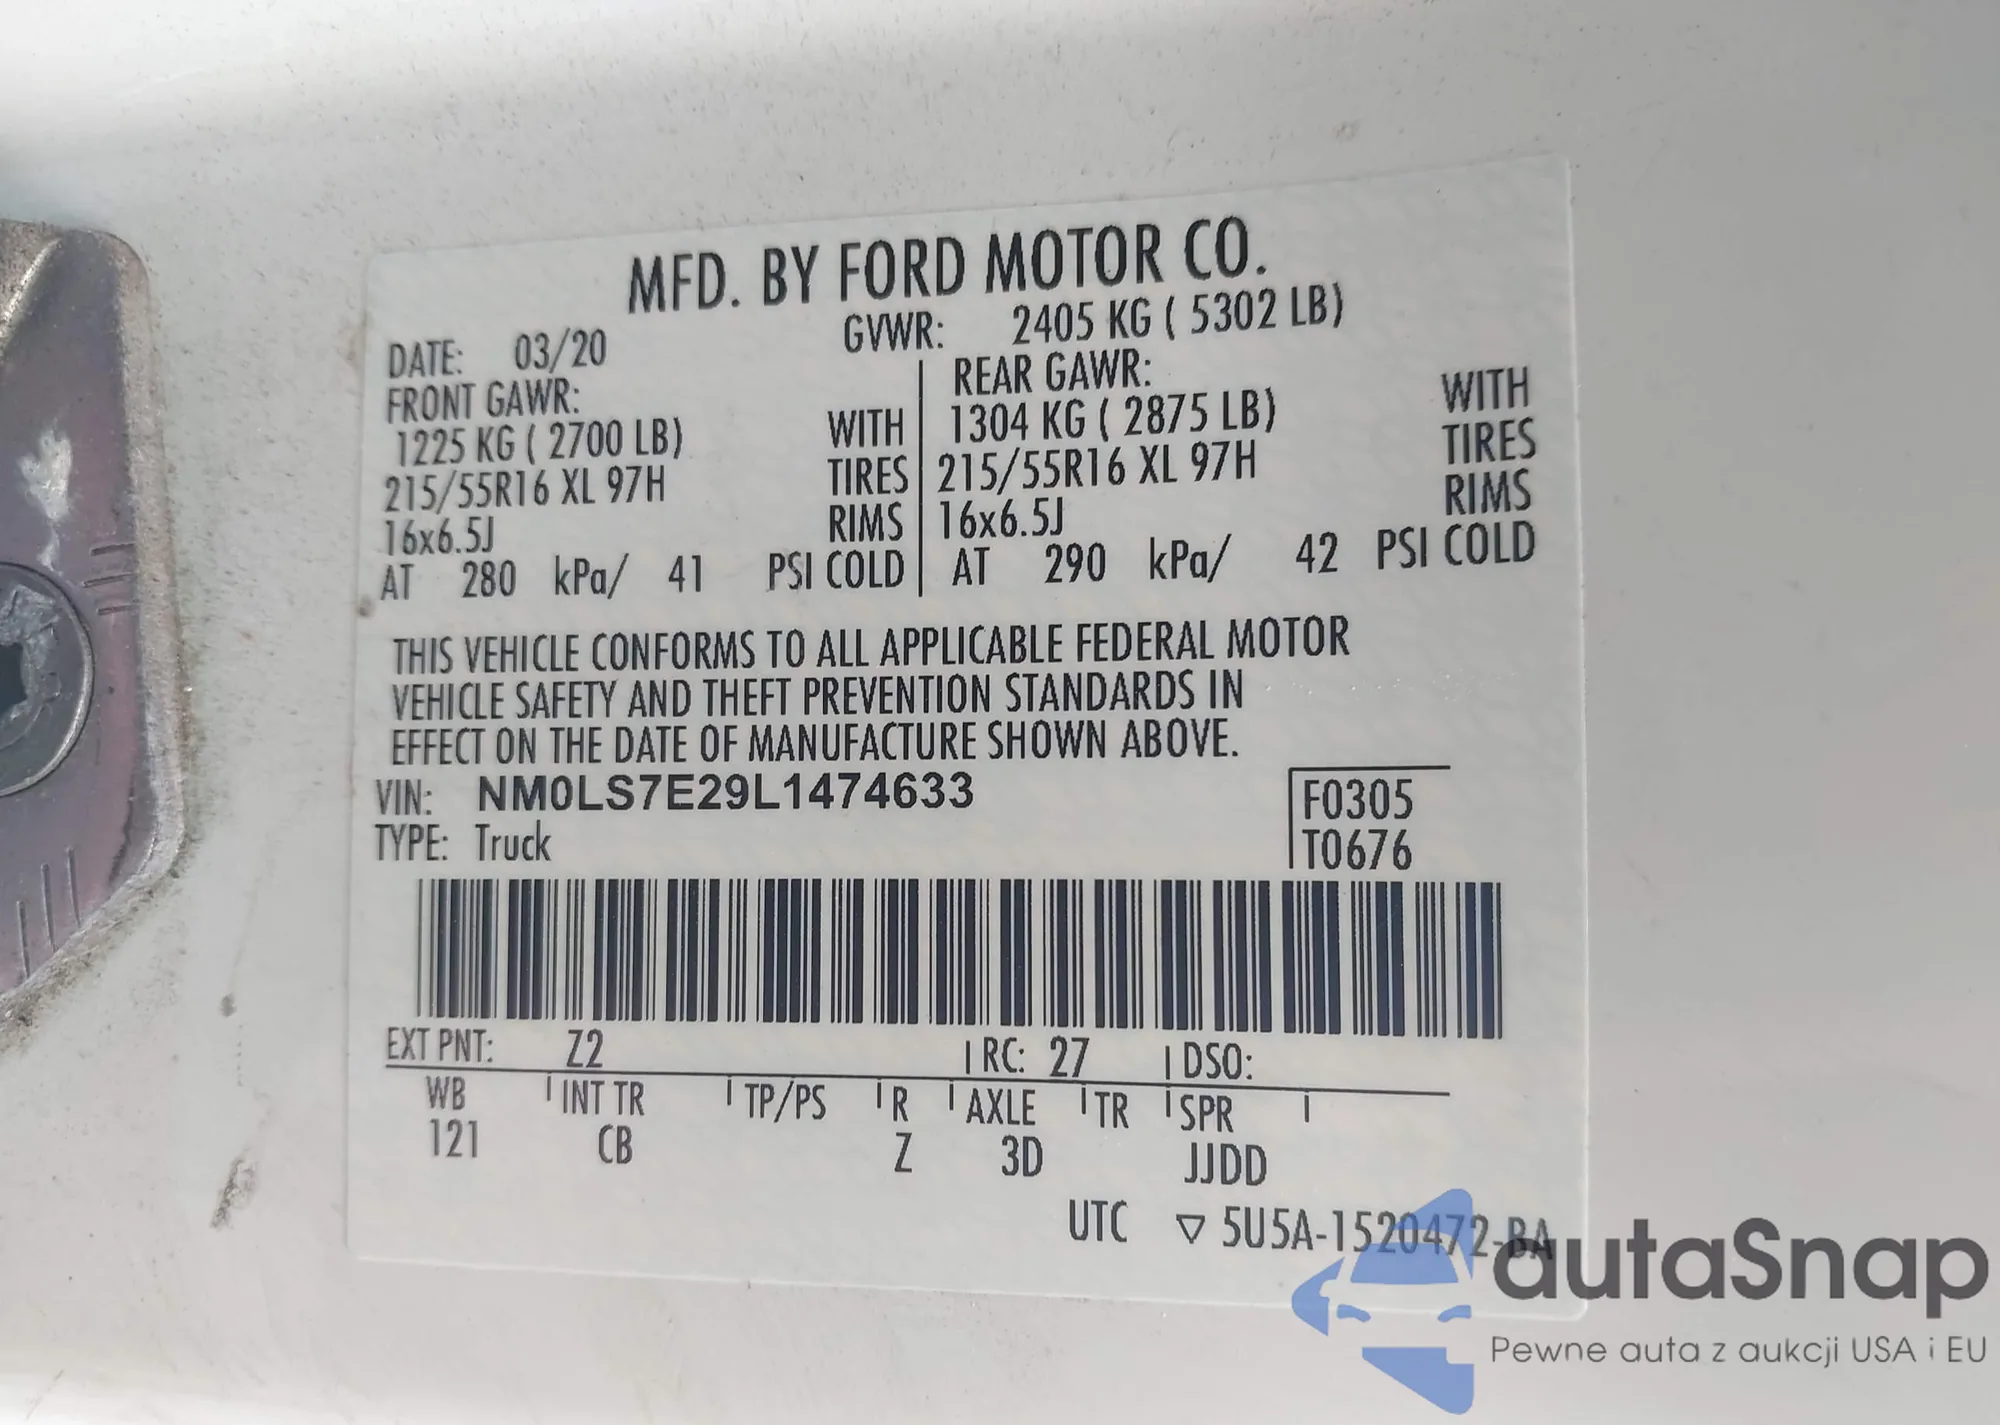 MFD. BY FORD MOTOR CO.
DATE: 03/20 GVWR: 2405 KG ( 5302 LB)
FRONT GAWR: REAR GAWR:
1225 KG ( 2700 LB) WITH 1304 KG ( 2875 LB) WITH
215/55R16 XL 97H TIRES 215/55R16 XL 97H TIRES
16x6.5J RIMS 16x6.5J RIMS
AT 280 kPa/ 41 PSI COLD AT 290 kPa/ 42 PSI COLD
THIS VEHICLE CONFORMS TO ALL APPLICABLE FEDERAL MOTOR
VEHICLE SAFETY AND THEFT PREVENTION STANDARDS IN
EFFECT ON THE DATE OF MANUFACTURE SHOWN ABOVE.
VIN: NM0LS7E29L1474633 F0305
TYPE: Truck T0676
EXT PNT: Z2 RC: 27 DSO:
WB INT TR TP/PS R AXLE TR SPR
121 CB Z 3D JJDD
UTC ▽ 5U5A-1520472-BA
autaSnap
Pewne auta z aukcji USA i EU